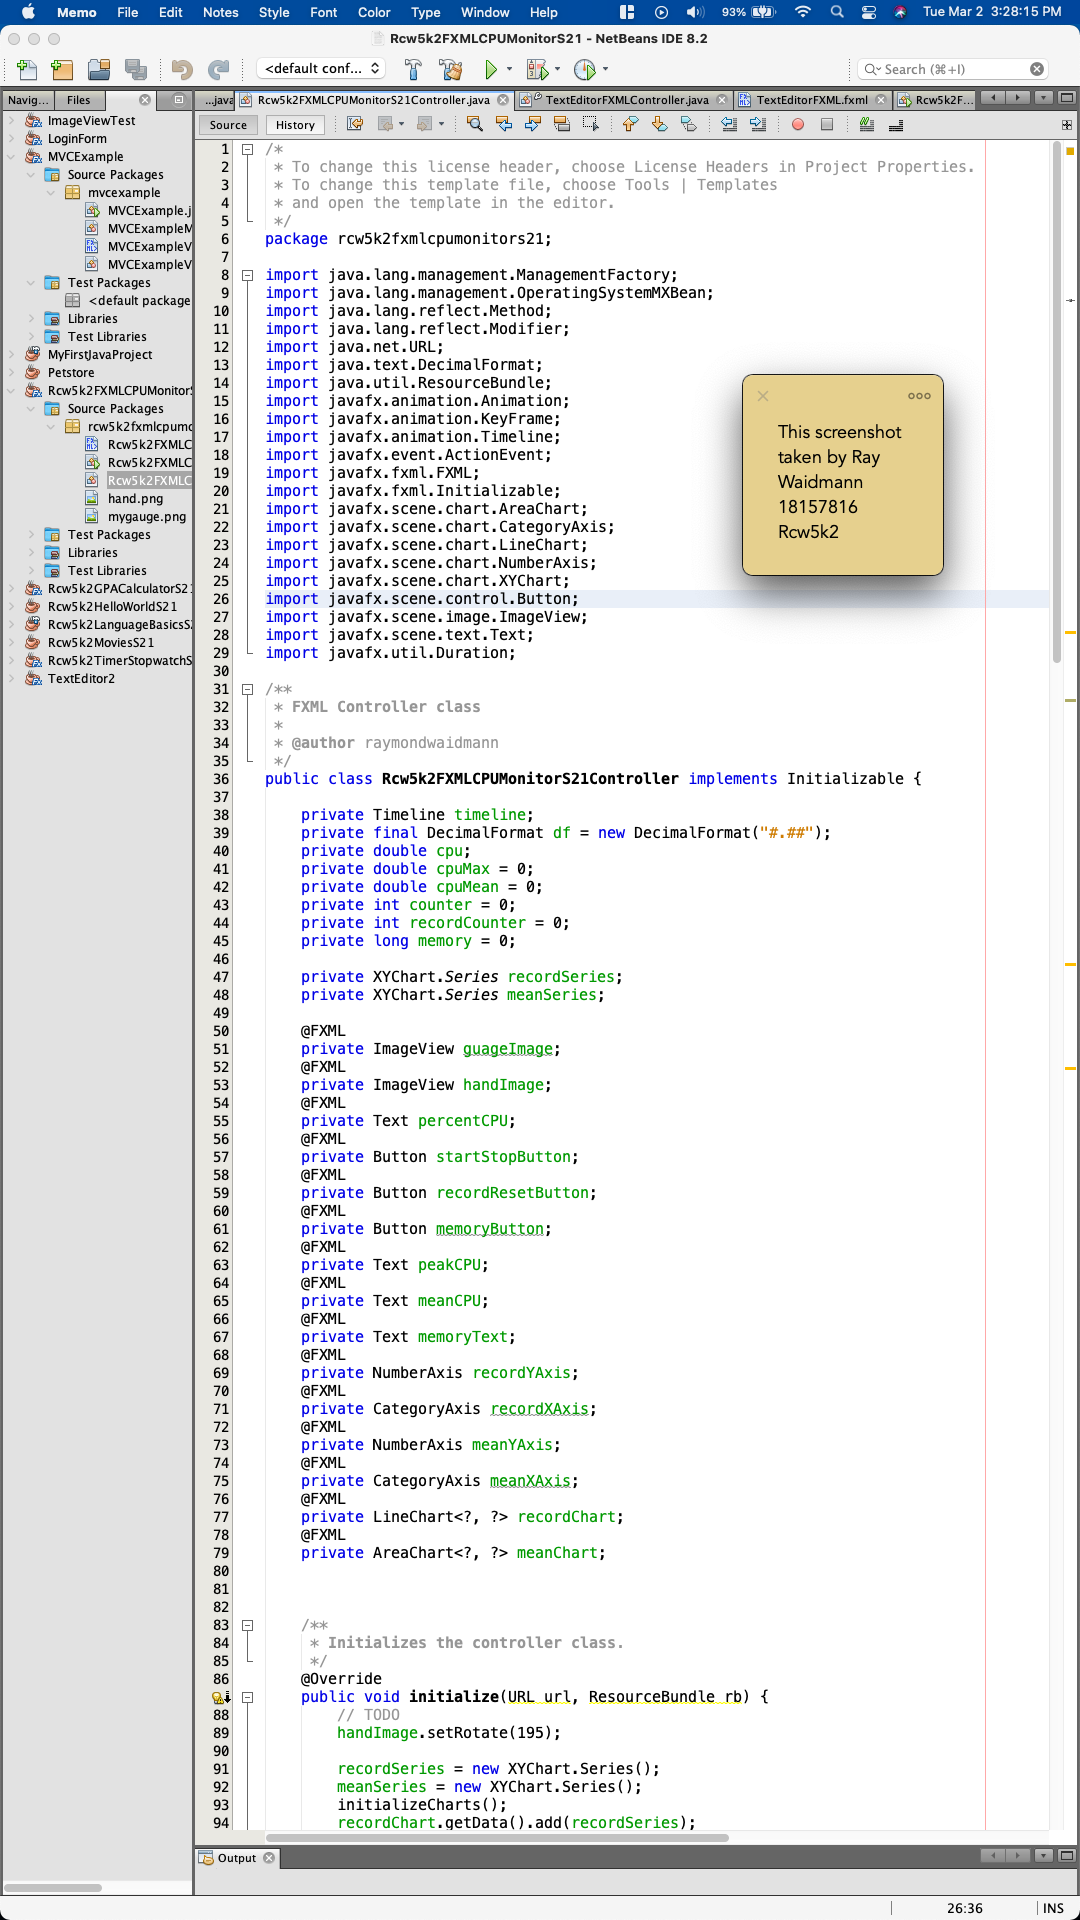 Memo File Edit Notes Style Font Color Type Window Help 93% Tue Mar 2 3:28:15 PM
Rcw5k2FXMLCPUMonitorS21 - NetBeans IDE 8.2
<default conf... Search (⌘+I)
Navig... Files ...java Rcw5k2FXMLCPUMonitorS21Controller.java TextEditorFXMLController.java TextEditorFXML.fxml Rcw5k2F...
Source History
ImageViewTest
LoginForm
MVCExample
Source Packages
mvcexample
MVCExample.j
MVCExampleM
MVCExampleV
MVCExampleV
Test Packages
<default package
Libraries
Test Libraries
MyFirstJavaProject
Petstore
Rcw5k2FXMLCPUMonitorS
Source Packages
rcw5k2fxmlcpumo
Rcw5k2FXMLC
Rcw5k2FXMLC
Rcw5k2FXMLC
hand.png
mygauge.png
Test Packages
Libraries
Test Libraries
Rcw5k2GPACalculatorS21
Rcw5k2HelloWorldS21
Rcw5k2LanguageBasicsS
Rcw5k2MoviesS21
Rcw5k2TimerStopwatchS
TextEditor2
1 /*
2 * To change this license header, choose License Headers in Project Properties.
3 * To change this template file, choose Tools | Templates
4 * and open the template in the editor.
5 */
6 package rcw5k2fxmlcpumonitors21;
7
8 import java.lang.management.ManagementFactory;
9 import java.lang.management.OperatingSystemMXBean;
10 import java.lang.reflect.Method;
11 import java.lang.reflect.Modifier;
12 import java.net.URL;
13 import java.text.DecimalFormat;
14 import java.util.ResourceBundle;
15 import javafx.animation.Animation;
16 import javafx.animation.KeyFrame;
17 import javafx.animation.Timeline;
18 import javafx.event.ActionEvent;
19 import javafx.fxml.FXML;
20 import javafx.fxml.Initializable;
21 import javafx.scene.chart.AreaChart;
22 import javafx.scene.chart.CategoryAxis;
23 import javafx.scene.chart.LineChart;
24 import javafx.scene.chart.NumberAxis;
25 import javafx.scene.chart.XYChart;
26 import javafx.scene.control.Button;
27 import javafx.scene.image.ImageView;
28 import javafx.scene.text.Text;
29 import javafx.util.Duration;
30
31 /**
32 * FXML Controller class
33 *
34 * @author raymondwaidmann
35 */
36 public class Rcw5k2FXMLCPUMonitorS21Controller implements Initializable {
37
38 private Timeline timeline;
39 private final DecimalFormat df = new DecimalFormat("#.##");
40 private double cpu;
41 private double cpuMax = 0;
42 private double cpuMean = 0;
43 private int counter = 0;
44 private int recordCounter = 0;
45 private long memory = 0;
46
47 private XYChart.Series recordSeries;
48 private XYChart.Series meanSeries;
49
50 @FXML
51 private ImageView guageImage;
52 @FXML
53 private ImageView handImage;
54 @FXML
55 private Text percentCPU;
56 @FXML
57 private Button startStopButton;
58 @FXML
59 private Button recordResetButton;
60 @FXML
61 private Button memoryButton;
62 @FXML
63 private Text peakCPU;
64 @FXML
65 private Text meanCPU;
66 @FXML
67 private Text memoryText;
68 @FXML
69 private NumberAxis recordYAxis;
70 @FXML
71 private CategoryAxis recordXAxis;
72 @FXML
73 private NumberAxis meanYAxis;
74 @FXML
75 private CategoryAxis meanXAxis;
76 @FXML
77 private LineChart<?, ?> recordChart;
78 @FXML
79 private AreaChart<?, ?> meanChart;
80
81
82
83 /**
84 * Initializes the controller class.
85 */
86 @Override
public void initialize(URL url, ResourceBundle rb) {
88 // TODO
89 handImage.setRotate(195);
90
91 recordSeries = new XYChart.Series();
92 meanSeries = new XYChart.Series();
93 initializeCharts();
94 recordChart.getData().add(recordSeries);
This screenshot
taken by Ray
Waidmann
18157816
Rcw5k2
Output
26:36 INS